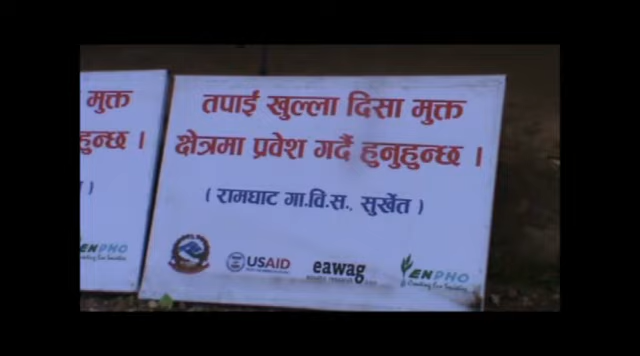 मुक्त
हुन्छ ।
)
ENPHO
तपाईं खुल्ला दिसा मुक्त
क्षेत्रमा प्रवेश गर्दै हुनुहुन्छ ।
( रामघाट गा.वि.स., सुर्खेत )
USAID
eawag
ENPHO